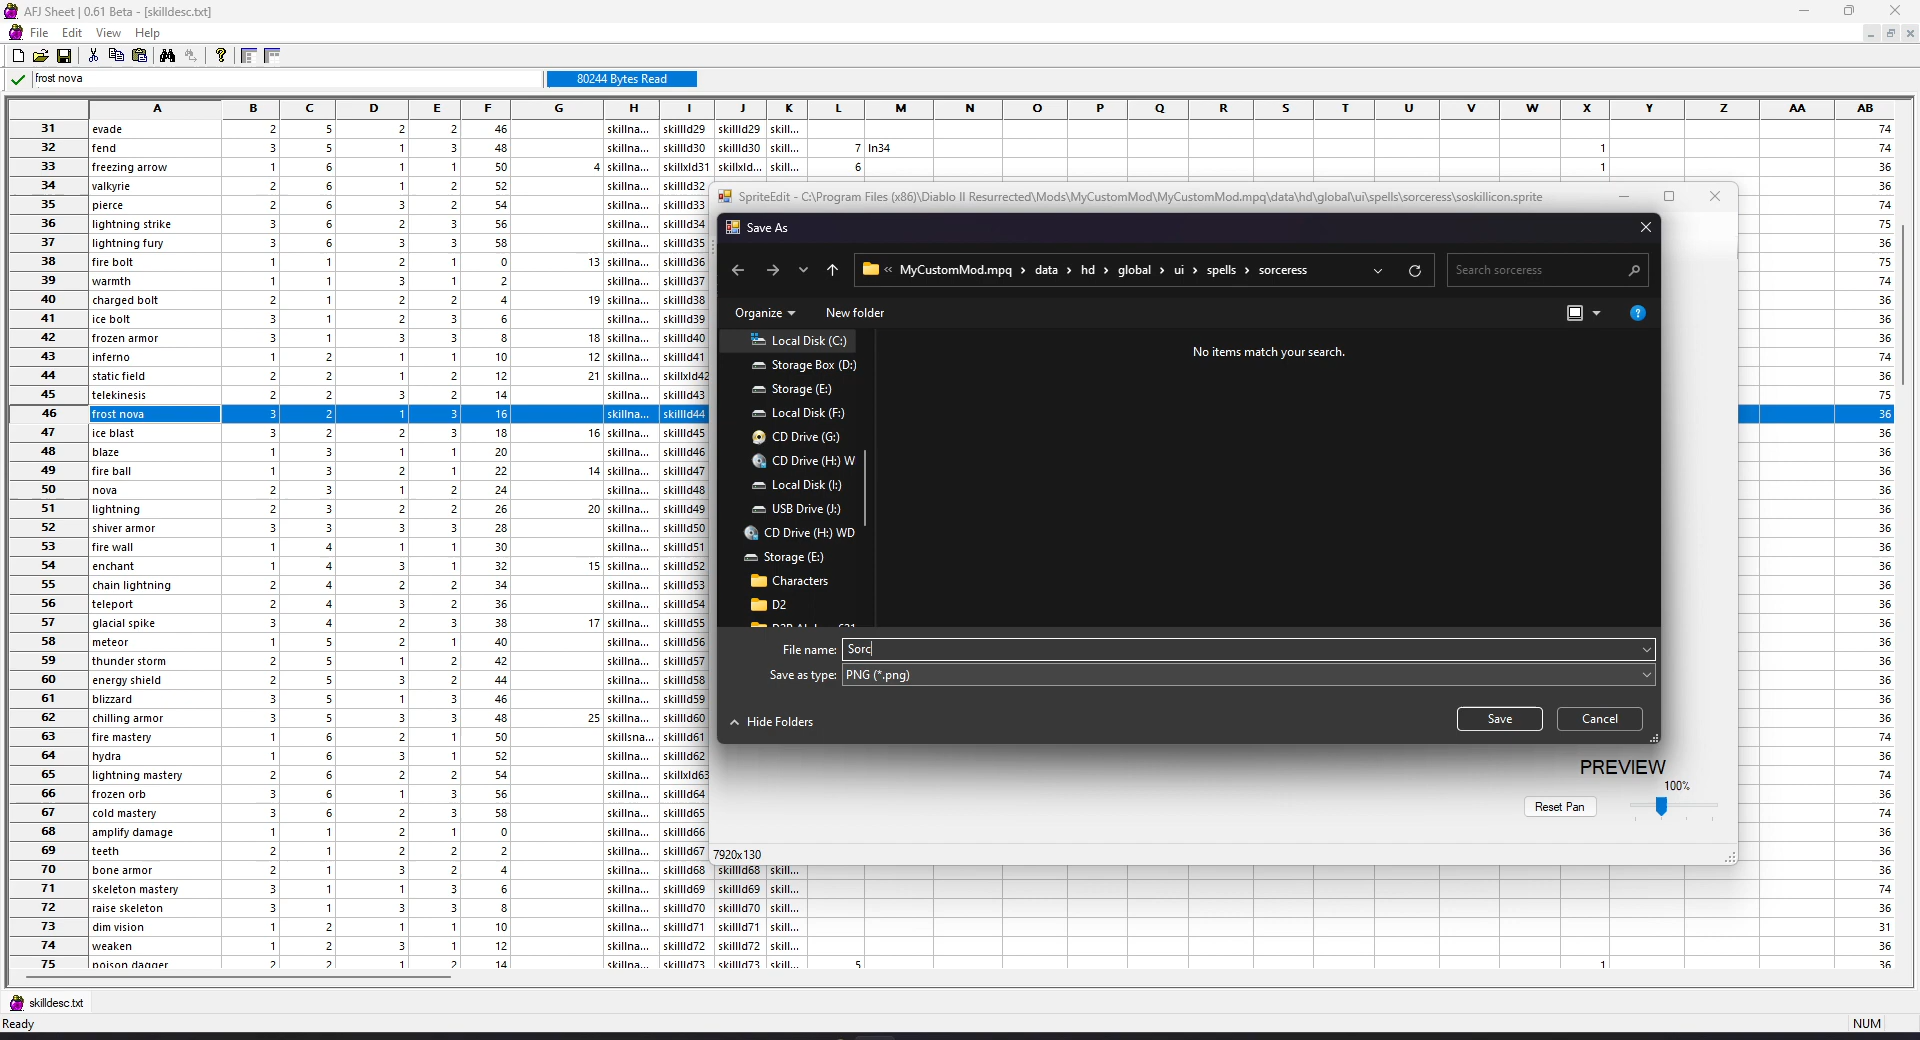 AFJ Sheet | 0.61 Beta - [skilldesc.txt]
File Edit View Help
frost nova 80244 Bytes Read
A B C D E F G H I J K L M N O P Q R S T U V W X Y Z AA AB
31 evade 2 5 2 2 46 skillna... skillld29 skillld29 skill... 74
32 fend 3 5 1 3 48 skillna... skillld30 skillld30 skill... 7 ln34 1 74
33 freezing arrow 1 6 1 1 50 4 skillna... skillxld31 skillxld... skill... 6 1 36
34 valkyrie 2 6 1 2 52 skillna... skillld32 36
35 pierce 2 6 3 2 54 skillna... skillld33 74
36 lightning strike 3 6 2 3 56 skillna... skillld34 75
37 lightning fury 3 6 3 3 58 skillna... skillld35 36
38 fire bolt 1 1 2 1 0 13 skillna... skillld36 75
39 warmth 1 1 3 1 2 skillna... skillld37 74
40 charged bolt 2 1 2 2 4 19 skillna... skillld38 36
41 ice bolt 3 1 2 3 6 skillna... skillld39 36
42 frozen armor 3 1 3 3 8 18 skillna... skillld40 36
43 inferno 1 2 1 1 10 12 skillna... skillld41 74
44 static field 2 2 1 2 12 21 skillna... skillxld42 36
45 telekinesis 2 2 3 2 14 skillna... skillld43 75
46 frost nova 3 2 1 3 16 skillna... skillld44 36
47 ice blast 3 2 2 3 18 16 skillna... skillld45 36
48 blaze 1 3 1 1 20 skillna... skillld46 36
49 fire ball 1 3 2 1 22 14 skillna... skillld47 36
50 nova 2 3 1 2 24 skillna... skillld48 36
51 lightning 2 3 2 2 26 20 skillna... skillld49 36
52 shiver armor 3 3 3 3 28 skillna... skillld50 36
53 fire wall 1 4 1 1 30 skillna... skillld51 36
54 enchant 1 4 3 1 32 15 skillna... skillld52 36
55 chain lightning 2 4 2 2 34 skillna... skillld53 36
56 teleport 2 4 3 2 36 skillna... skillld54 36
57 glacial spike 3 4 2 3 38 17 skillna... skillld55 36
58 meteor 1 5 2 1 40 skillna... skillld56 36
59 thunder storm 2 5 1 2 42 skillna... skillld57 36
60 energy shield 2 5 3 2 44 skillna... skillld58 36
61 blizzard 3 5 1 3 46 skillna... skillld59 36
62 chilling armor 3 5 3 3 48 25 skillna... skillld60 36
63 fire mastery 1 6 2 1 50 skillsna... skillld61 74
64 hydra 1 6 3 1 52 skillna... skillld62 36
65 lightning mastery 2 6 2 2 54 skillna... skillxld63 74
66 frozen orb 3 6 1 3 56 skillna... skillld64 36
67 cold mastery 3 6 2 3 58 skillna... skillld65 74
68 amplify damage 1 1 2 1 0 skillna... skillld66 36
69 teeth 2 1 2 2 2 skillna... skillld67 36
70 bone armor 2 1 3 2 4 skillna... skillld68 skillld68 skill... 36
71 skeleton mastery 3 1 1 3 6 skillna... skillld69 skillld69 skill... 74
72 raise skeleton 3 1 3 3 8 skillna... skillld70 skillld70 skill... 36
73 dim vision 1 2 1 1 10 skillna... skillld71 skillld71 skill... 31
74 weaken 1 2 3 1 12 skillna... skillld72 skillld72 skill... 36
75 poison dagger 2 2 1 2 14 skillna... skillld73 skillld73 skill... 5 1 36
SpriteEdit - C:\Program Files (x86)\Diablo II Resurrected\Mods\MyCustomMod\MyCustomMod.mpq\data\hd\global\ui\spells\sorceress\soskillicon.sprite
Save As
« MyCustomMod.mpq › data › hd › global › ui › spells › sorceress
Search sorceress
Organize New folder
Local Disk (C:)
Storage Box (D:)
Storage (E:)
Local Disk (F:)
CD Drive (G:)
CD Drive (H:) W
Local Disk (I:)
USB Drive (J:)
CD Drive (H:) WD
Storage (E:)
Characters
D2
No items match your search.
File name: Sorc
Save as type: PNG (*.png)
Hide Folders
Save Cancel
PREVIEW
100%
Reset Pan
7920x130
skilldesc.txt
Ready
NUM